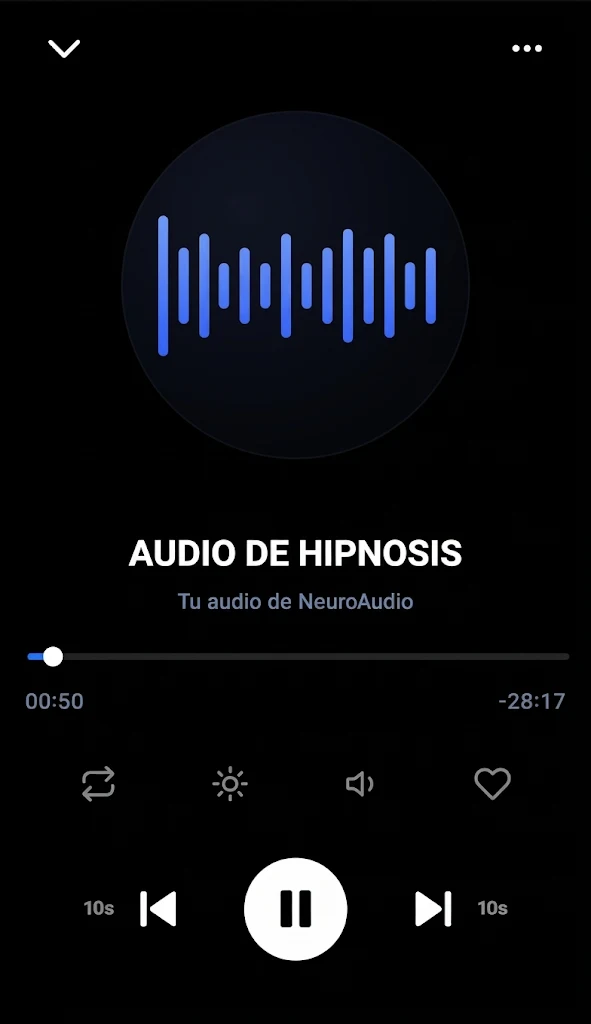 AUDIO DE HIPNOSIS
Tu audio de NeuroAudio
00:50
-28:17
10s
10s